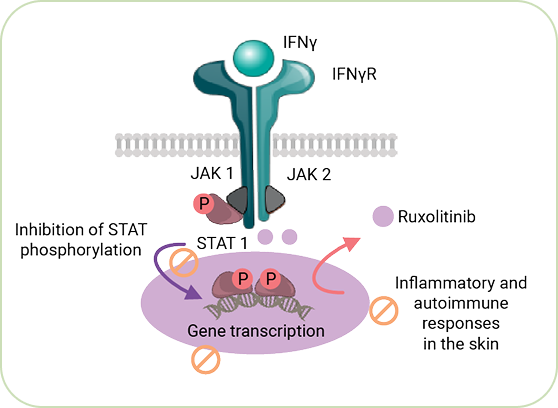 IFNγ
IFNγR
JAK 1
JAK 2
P
Ruxolitinib
Inhibition of STAT
phosphorylation
STAT 1
P
P
Inflammatory and
autoimmune
responses
in the skin
Gene transcription